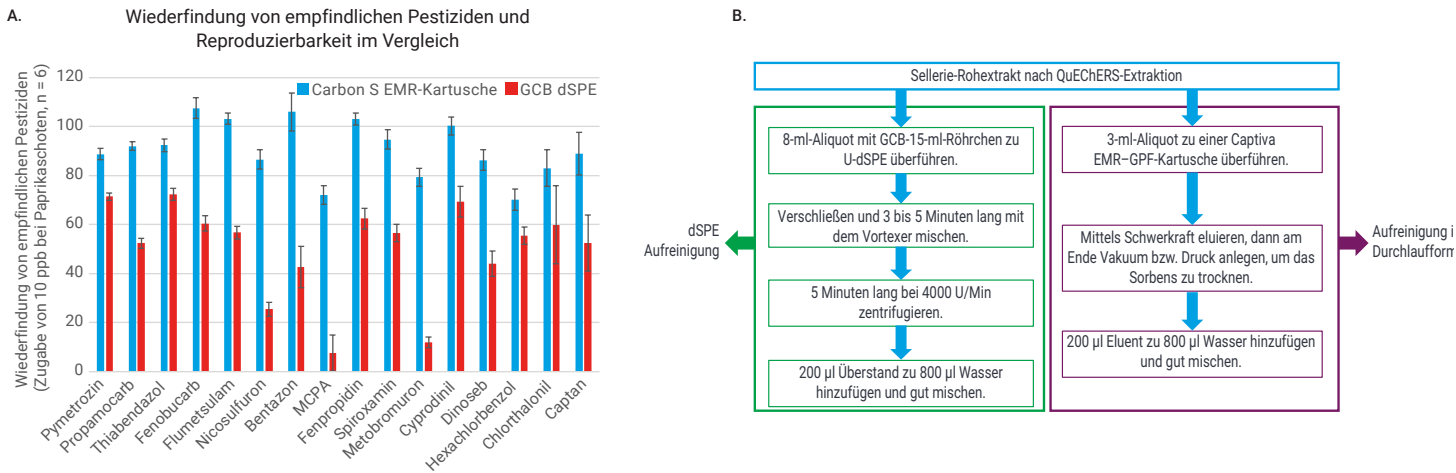 A.
Wiederfindung von empfindlichen Pestiziden und
Reproduzierbarkeit im Vergleich
Wiederfindung von empfindlichen Pestiziden
(Zugabe von 10 ppb bei Paprikaschoten, n = 6)
120
100
80
60
40
20
0
Carbon S EMR-Kartusche
GCB dSPE
Pymetrozin
Propamocarb
Thiabendazol
Fenobucarb
Flumetsulam
Nicosulfuron
Bentazon
MCPA
Fenpropidin
Spiroxamin
Metobromuron
Cyprodinil
Dinoseb
Hexachlorbenzol
Chlorthalonil
Captan
B.
Sellerie-Rohextrakt nach QuEChERS-Extraktion
8-ml-Aliquot mit GCB-15-ml-Röhrchen zu
U-dSPE überführen.
Verschließen und 3 bis 5 Minuten lang mit
dem Vortexer mischen.
5 Minuten lang bei 4000 U/Min
zentrifugieren.
200 µl Überstand zu 800 µl Wasser
hinzufügen und gut mischen.
dSPE
Aufreinigung
3-ml-Aliquot zu einer Captiva
EMR–GPF-Kartusche überführen.
Mittels Schwerkraft eluieren, dann am
Ende Vakuum bzw. Druck anlegen, um das
Sorbens zu trocknen.
200 µl Eluent zu 800 µl Wasser hinzufügen
und gut mischen.
Aufreinigung i
Durchlaufform